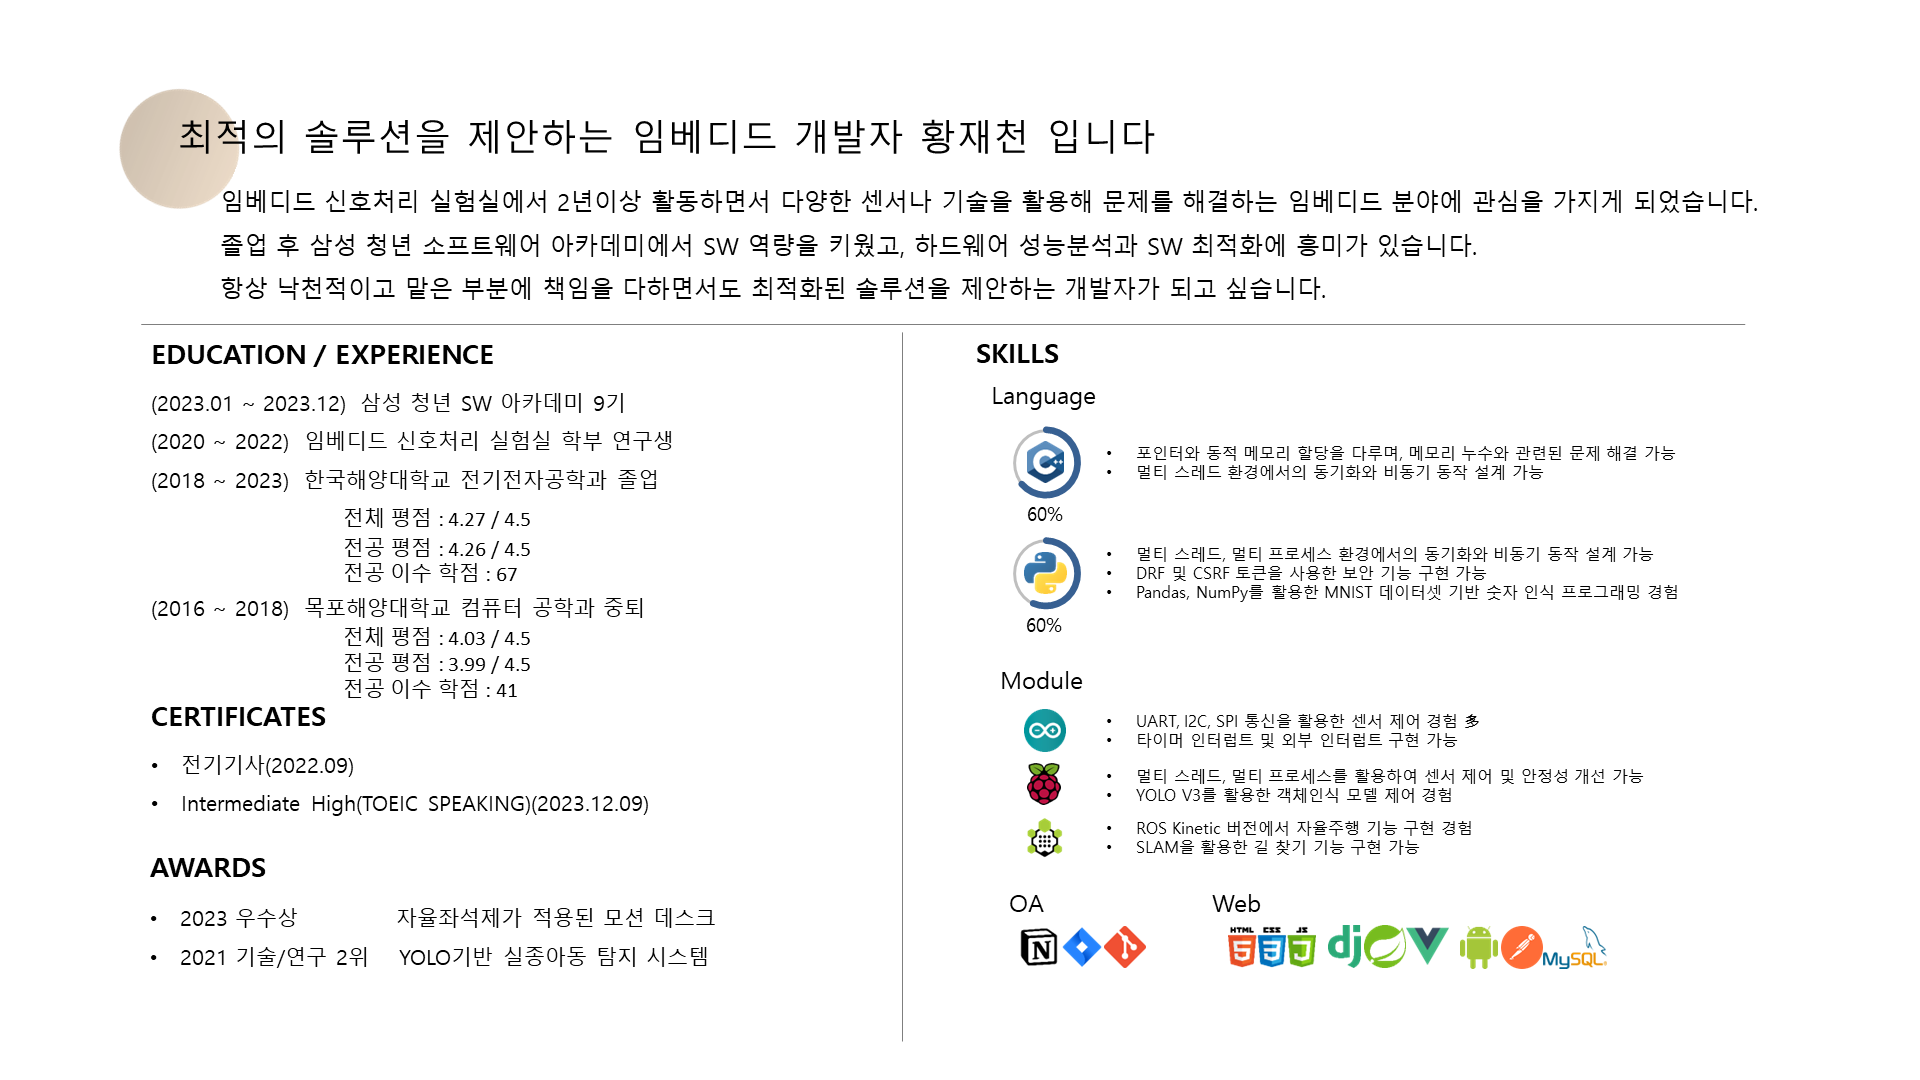 최적의 솔루션을 제안하는 임베디드 개발자 황재천 입니다
임베디드 신호처리 실험실에서 2년이상 활동하면서 다양한 센서나 기술을 활용해 문제를 해결하는 임베디드 분야에 관심을 가지게 되었습니다.
졸업 후 삼성 청년 소프트웨어 아카데미에서 SW 역량을 키웠고, 하드웨어 성능분석과 SW 최적화에 흥미가 있습니다.
항상 낙천적이고 맡은 부분에 책임을 다하면서도 최적화된 솔루션을 제안하는 개발자가 되고 싶습니다.
EDUCATION / EXPERIENCE
(2023.01 ~ 2023.12) 삼성 청년 SW 아카데미 9기
(2020 ~ 2022) 임베디드 신호처리 실험실 학부 연구생
(2018 ~ 2023) 한국해양대학교 전기전자공학과 졸업
전체 평점 : 4.27 / 4.5
전공 평점 : 4.26 / 4.5
전공 이수 학점 : 67
(2016 ~ 2018) 목포해양대학교 컴퓨터 공학과 중퇴
전체 평점 : 4.03 / 4.5
전공 평점 : 3.99 / 4.5
전공 이수 학점 : 41
CERTIFICATES
• 전기기사(2022.09)
• Intermediate High(TOEIC SPEAKING)(2023.12.09)
AWARDS
• 2023 우수상 자율좌석제가 적용된 모션 데스크
• 2021 기술/연구 2위 YOLO기반 실종아동 탐지 시스템
SKILLS
Language
C++
• 포인터와 동적 메모리 할당을 다루며, 메모리 누수와 관련된 문제 해결 가능
• 멀티 스레드 환경에서의 동기화와 비동기 동작 설계 가능
60%
• 멀티 스레드, 멀티 프로세스 환경에서의 동기화와 비동기 동작 설계 가능
• DRF 및 CSRF 토큰을 사용한 보안 기능 구현 가능
• Pandas, NumPy를 활용한 MNIST 데이터셋 기반 숫자 인식 프로그래밍 경험
60%
Module
• UART, I2C, SPI 통신을 활용한 센서 제어 경험 多
• 타이머 인터럽트 및 외부 인터럽트 구현 가능
• 멀티 스레드, 멀티 프로세스를 활용하여 센서 제어 및 안정성 개선 가능
• YOLO V3를 활용한 객체인식 모델 제어 경험
• ROS Kinetic 버전에서 자율주행 기능 구현 경험
• SLAM을 활용한 길 찾기 기능 구현 가능
OA
N
Web
HTML CSS JS
5 3 J
dj
MySQL